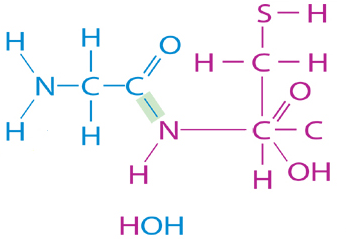 S H
H H O
H C H
N C C O
H H N C C
H H OH
HOH